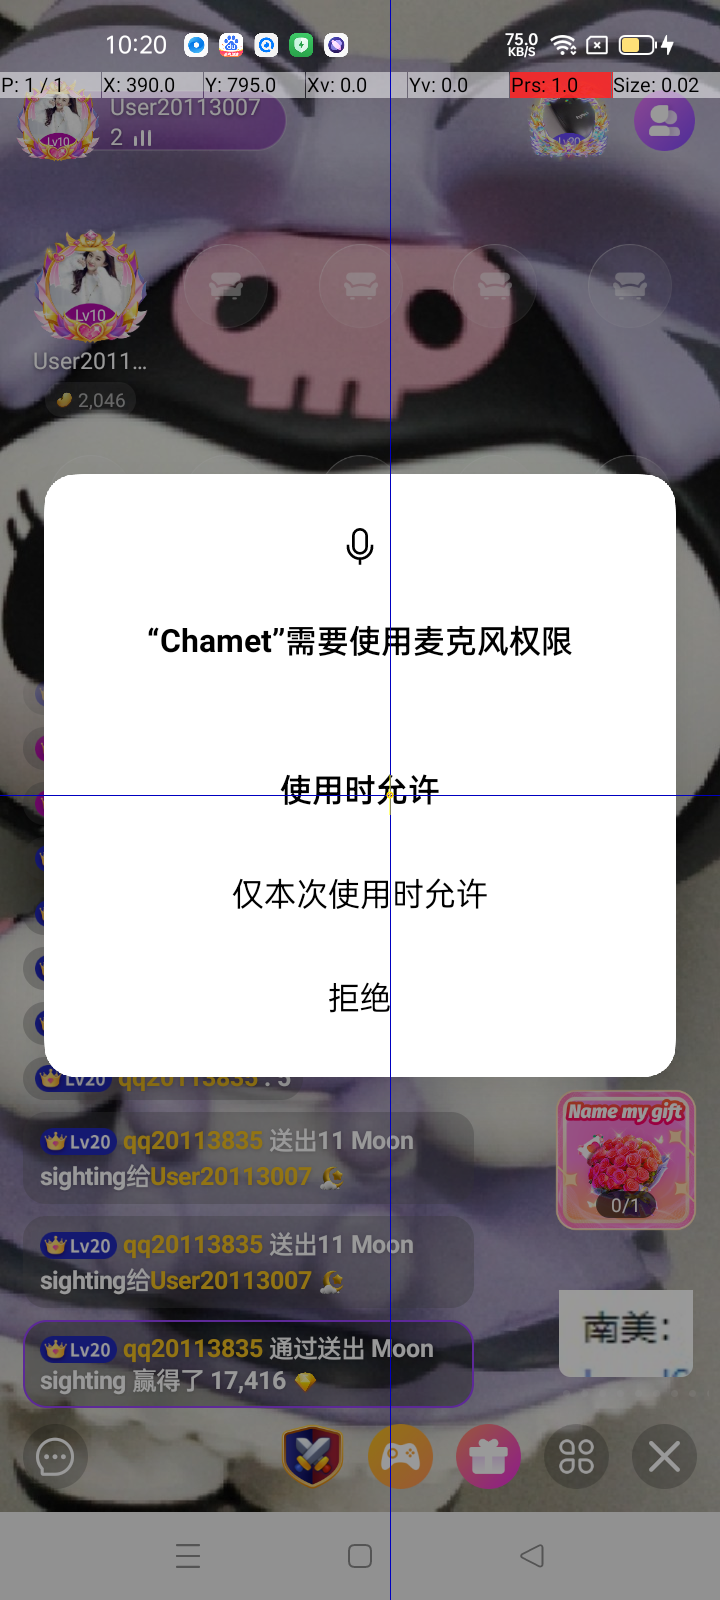 10:20
75.0
KB/S
P: 1 / 1
X: 390.0
Y: 795.0
Xv: 0.0
Yv: 0.0
Prs: 1.0
Size: 0.02
User20113007
2
Lv10
Lv20
Lv10
User2011...
2,046
“Chamet”需要使用麦克风权限
使用时允许
仅本次使用时允许
拒绝
Lv20 qq20113835 : 5
Lv20 qq20113835 送出11 Moon
sighting给User20113007
Lv20 qq20113835 送出11 Moon
sighting给User20113007
Lv20 qq20113835 通过送出 Moon
sighting 赢得了 17,416
Name my gift
0/1
南美: